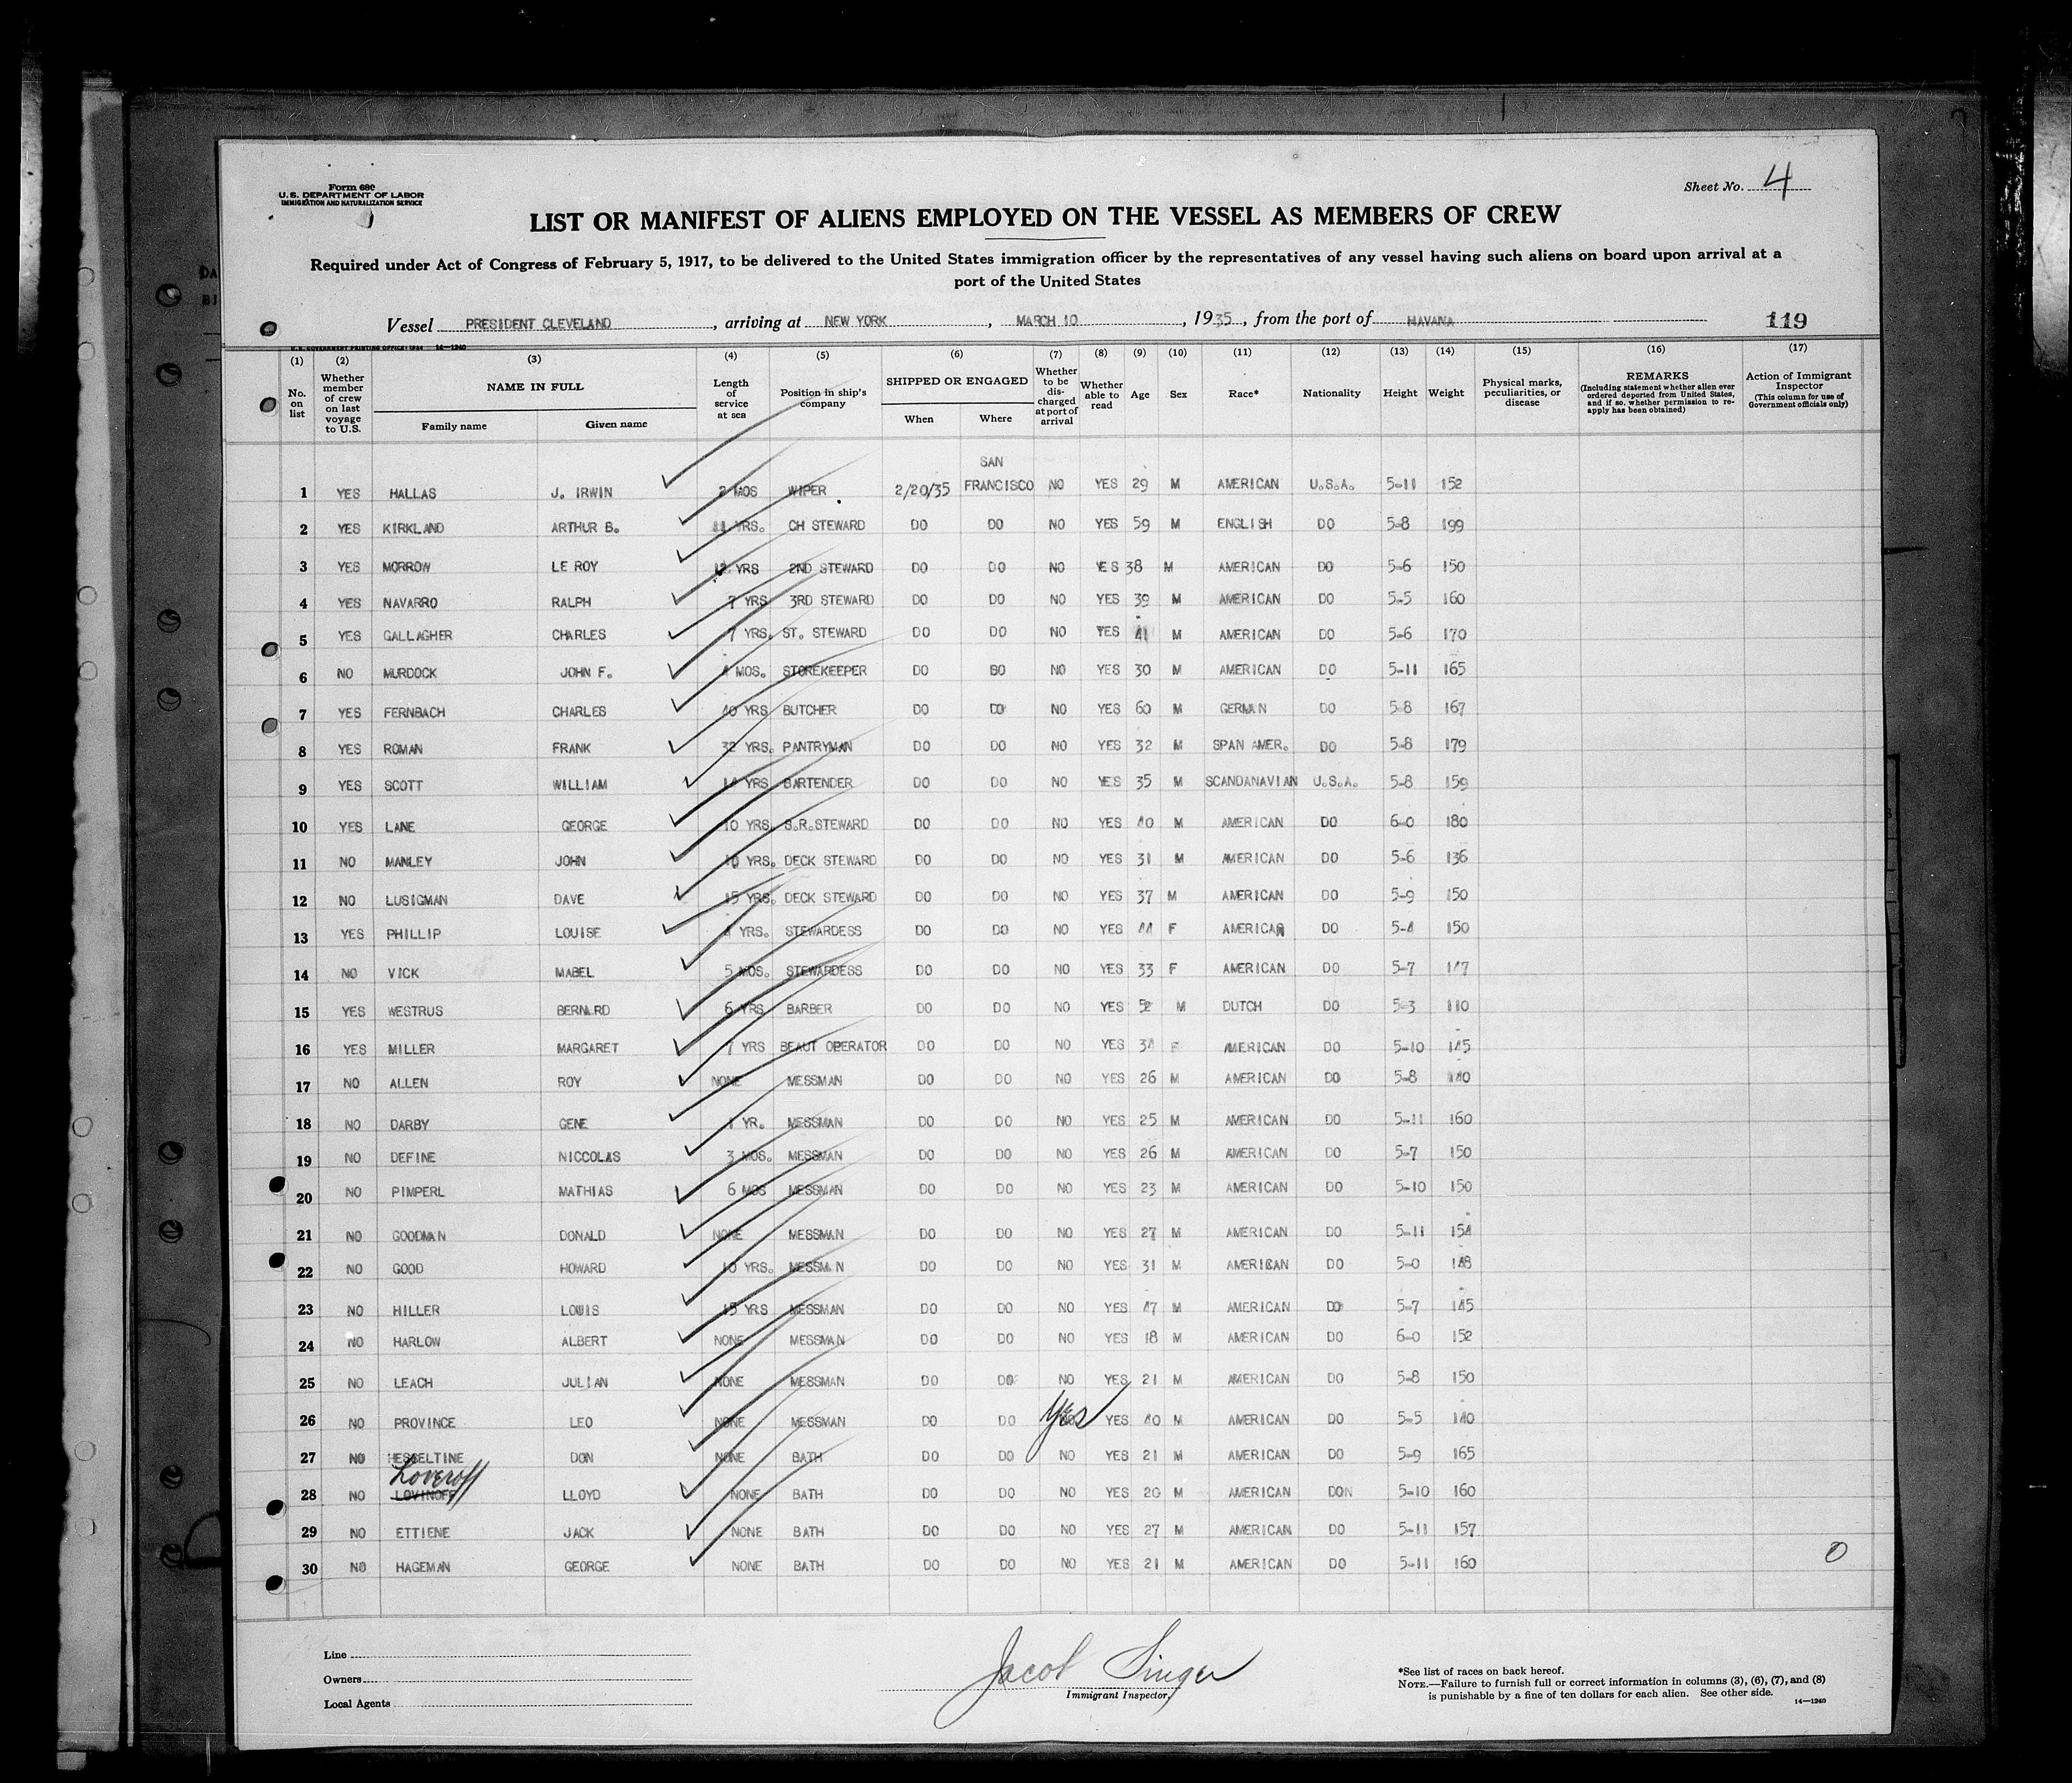 Form 680
U. S. DEPARTMENT OF LABOR
IMMIGRATION AND NATURALIZATION SERVICE
Sheet No. 4
LIST OR MANIFEST OF ALIENS EMPLOYED ON THE VESSEL AS MEMBERS OF CREW
Required under Act of Congress of February 5, 1917, to be delivered to the United States immigration officer by the representatives of any vessel having such aliens on board upon arrival at a
port of the United States
Vessel PRESIDENT CLEVELAND, arriving at NEW YORK, MARCH 10, 1935, from the port of HAVANA 119
U. S. GOVERNMENT PRINTING OFFICE: 1934 14—1240
(1) (2) (3) (4) (5) (6) (7) (8) (9) (10) (11) (12) (13) (14) (15) (16) (17)
No. on list
Whether member of crew on last voyage to U.S.
NAME IN FULL
Family name Given name
Length of service at sea
Position in ship's company
SHIPPED OR ENGAGED
When Where
Whether to be discharged at port of arrival
Whether able to read
Age
Sex
Race*
Nationality
Height
Weight
Physical marks, peculiarities, or disease
REMARKS
(Including statement whether alien ever ordered deported from United States, and if so, whether permission to reapply has been obtained)
Action of Immigrant Inspector
(This column for use of Government officials only)
1 YES HALLAS J. IRWIN 2 MOS WIPER 2/20/35 SAN FRANCISCO NO YES 29 M AMERICAN U.S.A. 5-11 152
2 YES KIRKLAND ARTHUR B. 11 YRS. CH STEWARD DO DO NO YES 59 M ENGLISH DO 5-8 199
3 YES MORROW LE ROY 12 YRS 2ND STEWARD DO DO NO YES 38 M AMERICAN DO 5-6 150
4 YES NAVARRO RALPH 7 YRS 3RD STEWARD DO DO NO YES 39 M AMERICAN DO 5-5 160
5 YES GALLAGHER CHARLES 7 YRS. ST. STEWARD DO DO NO YES 41 M AMERICAN DO 5-6 170
6 NO MURDOCK JOHN F. 4 MOS. STOREKEEPER DO DO NO YES 30 M AMERICAN DO 5-11 165
7 YES FERNBACH CHARLES 40 YRS BUTCHER DO DO NO YES 60 M GERMAN DO 5-8 167
8 YES ROMAN FRANK 32 YRS. PANTRYMAN DO DO NO YES 32 M SPAN AMER. DO 5-8 179
9 YES SCOTT WILLIAM 14 YRS BARTENDER DO DO NO YES 35 M SCANDANAVIAN U.S.A. 5-8 159
10 YES LANE GEORGE 10 YRS. S.R.STEWARD DO DO NO YES 40 M AMERICAN DO 6-0 180
11 NO MANLEY JOHN 10 YRS. DECK STEWARD DO DO NO YES 31 M AMERICAN DO 5-6 136
12 NO LUSIGMAN DAVE 15 YRS. DECK STEWARD DO DO NO YES 37 M AMERICAN DO 5-9 150
13 YES PHILLIP LOUISE 4 YRS. STEWARDESS DO DO NO YES 44 F AMERICAN DO 5-4 150
14 NO VICK MABEL 5 MOS. STEWARDESS DO DO NO YES 33 F AMERICAN DO 5-7 147
15 YES WESTRUS BERNARD 6 YRS BARBER DO DO NO YES 52 M DUTCH DO 5-3 110
16 YES MILLER MARGARET 7 YRS BEAUT OPERATOR DO DO NO YES 34 F AMERICAN DO 5-10 145
17 NO ALLEN ROY NONE MESSMAN DO DO NO YES 26 M AMERICAN DO 5-8 140
18 NO DARBY GENE 1 YR. MESSMAN DO DO NO YES 25 M AMERICAN DO 5-11 160
19 NO DEFINE NICCOLAS 3 MOS. MESSMAN DO DO NO YES 26 M AMERICAN DO 5-7 150
20 NO PIMPERL MATHIAS 6 MOS MESSMAN DO DO NO YES 23 M AMERICAN DO 5-10 150
21 NO GOODMAN DONALD NONE MESSMAN DO DO NO YES 27 M AMERICAN DO 5-11 154
22 NO GOOD HOWARD 10 YRS. MESSMAN DO DO NO YES 31 M AMERICAN DO 5-0 148
23 NO HILLER LOUIS 15 YRS MESSMAN DO DO NO YES 47 M AMERICAN DO 5-7 145
24 NO HARLOW ALBERT NONE MESSMAN DO DO NO YES 18 M AMERICAN DO 6-0 152
25 NO LEACH JULIAN NONE MESSMAN DO DO NO YES 21 M AMERICAN DO 5-8 150
26 NO PROVINCE LEO NONE MESSMAN DO DO NO Yes YES 40 M AMERICAN DO 5-5 140
27 NO HESSELTINE DON NONE BATH DO DO NO YES 21 M AMERICAN DO 5-9 165
Loveroff
28 NO LOVINOFF LLOYD NONE BATH DO DO NO YES 20 M AMERICAN DON 5-10 160
29 NO ETTIENE JACK NONE BATH DO DO NO YES 27 M AMERICAN DO 5-11 157
30 NO HAGEMAN GEORGE NONE BATH DO DO NO YES 21 M AMERICAN DO 5-11 160
0
Line
Owners
Local Agents
Jacob Singer
Immigrant Inspector.
*See list of races on back hereof.
NOTE.—Failure to furnish full or correct information in columns (3), (6), (7), and (8)
is punishable by a fine of ten dollars for each alien. See other side.
14—1240